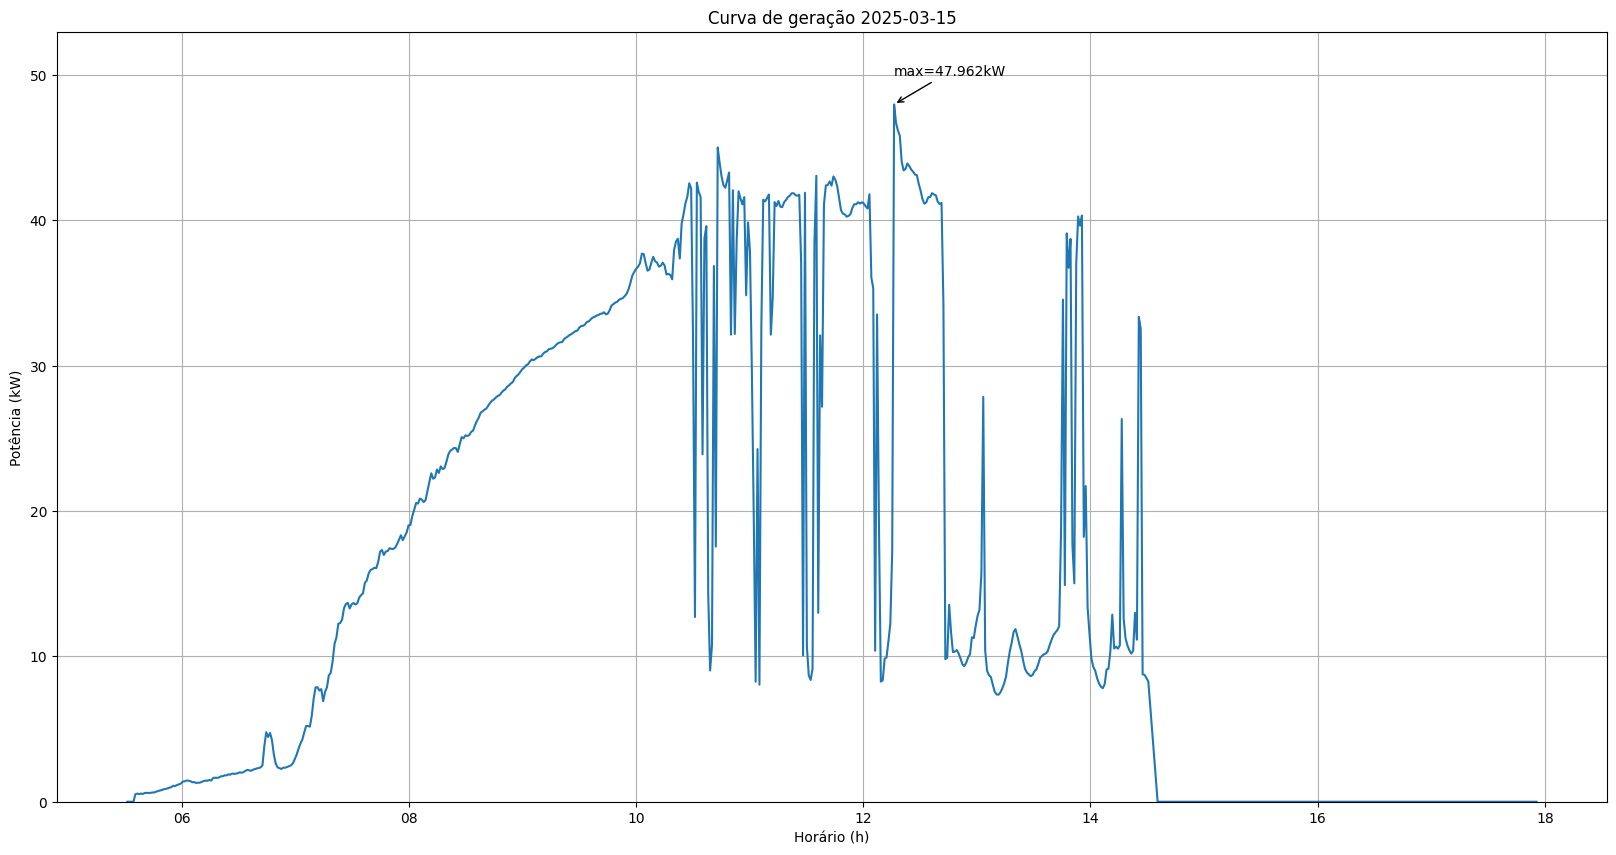 Curva de geração 2025-03-15
max=47.962kW
50
40
30
20
10
0
Potência (kW)
06 08 10 12 14 16 18
Horário (h)